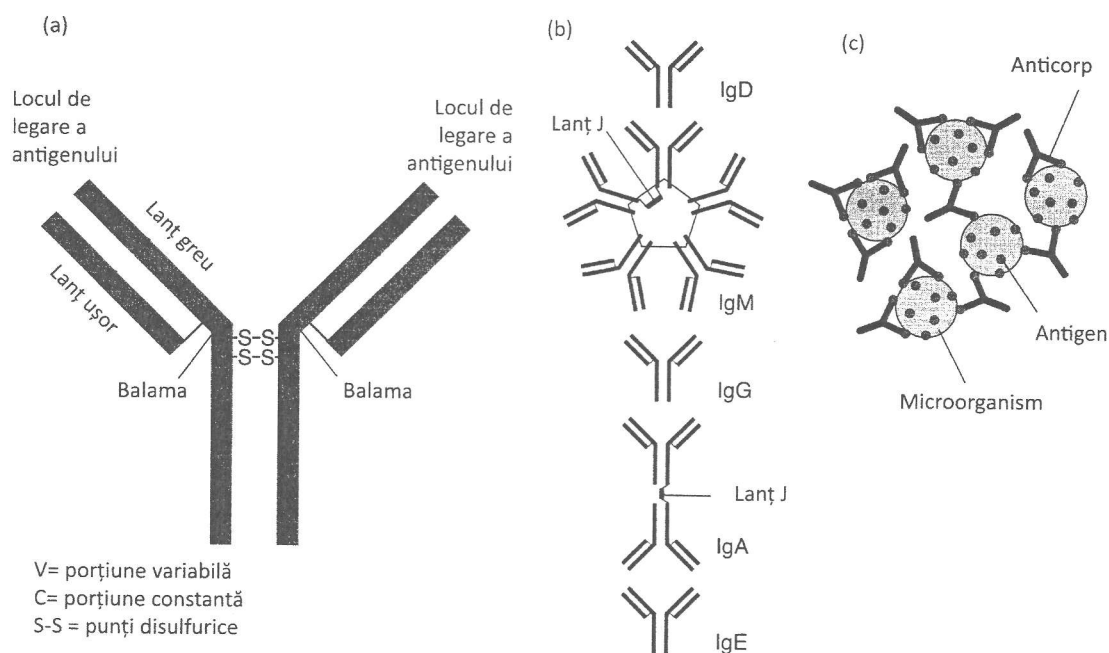 (a)
Locul de
legare a
antigenului
Locul de
legare a
antigenului
Lanț greu
Lanț ușor
-S-S-
-S-S-
Balama
Balama
V= porțiune variabilă
C= porțiune constantă
S-S = punți disulfurice
(b)
IgD
Lanț J
IgM
IgG
Lanț J
IgA
IgE
(c)
Anticorp
Antigen
Microorganism